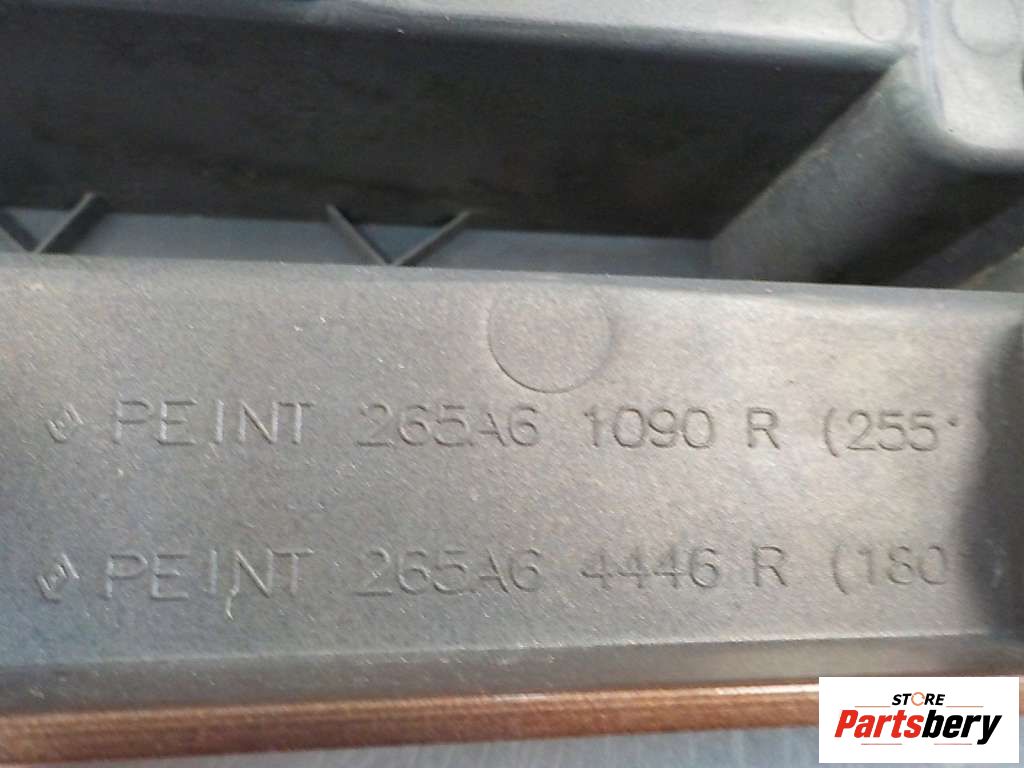 PEINT 265A6 1090 R (255°
PEINT 265A6 4446 R (180°)
STORE
Partsbery